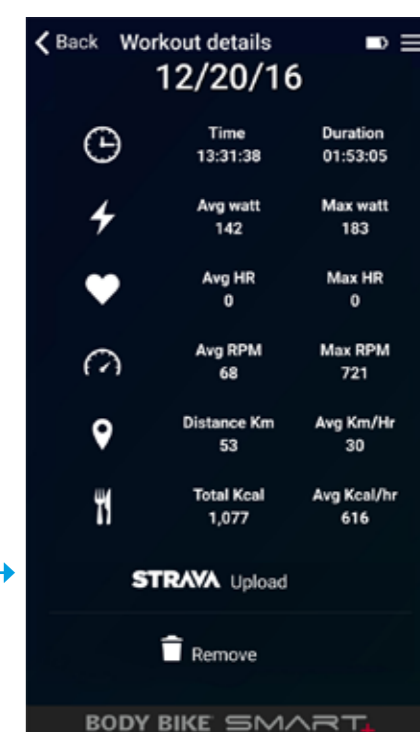 Back Workout details
12/20/16
Time Duration
13:31:38 01:53:05
Avg watt Max watt
142 183
Avg HR Max HR
0 0
Avg RPM Max RPM
68 721
Distance Km Avg Km/Hr
53 30
Total Kcal Avg Kcal/hr
1,077 616
STRAVA Upload
Remove
BODY BIKE SMART+